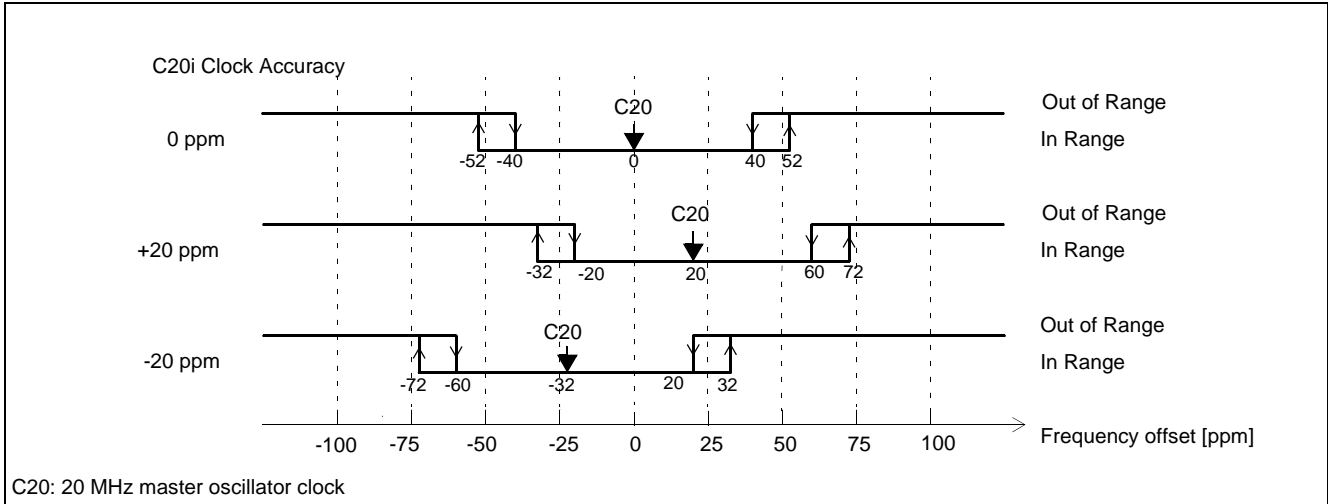 C20i Clock Accuracy
C20
Out of Range
0 ppm
In Range
-52 -40 0 40 52
C20
Out of Range
+20 ppm
In Range
-32 -20 20 60 72
C20
Out of Range
-20 ppm
In Range
-72 -60 -32 20 32
-100 -75 -50 -25 0 25 50 75 100 Frequency offset [ppm]
C20: 20 MHz master oscillator clock